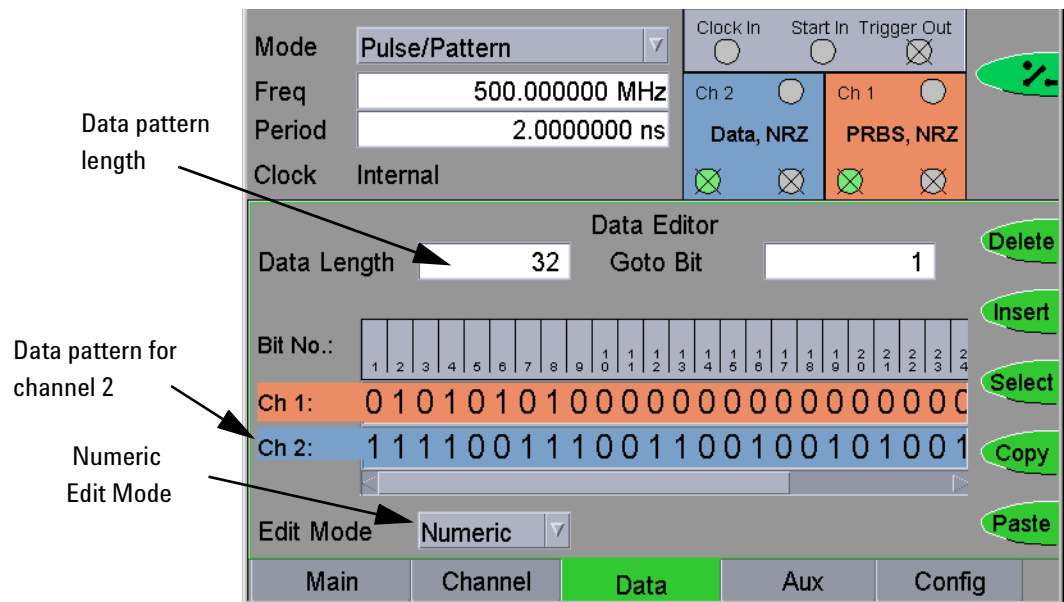 Mode Pulse/Pattern
Freq 500.000000 MHz
Period 2.0000000 ns
Clock Internal
Clock In Start In Trigger Out
Ch 2 Ch 1
Data, NRZ PRBS, NRZ
Data pattern
length
Data Editor
Data Length 32 Goto Bit 1
Delete
Insert
Select
Copy
Paste
Bit No.: 1 2 3 4 5 6 7 8 9 10 11 12 13 14 15 16 17 18 19 20 21 22 23 24
Ch 1: 0 1 0 1 0 1 0 1 0 0 0 0 0 0 0 0 0 0 0 0 0 0 0 0
Ch 2: 1 1 1 1 0 0 1 1 1 0 0 1 1 0 0 1 0 0 1 0 1 0 0 1
Data pattern for
channel 2
Numeric
Edit Mode
Edit Mode Numeric
Main Channel Data Aux Config